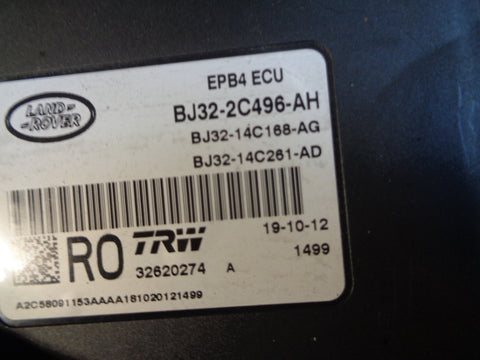 EPB4 ECU
LAND
ROVER
BJ32-2C496-AH
BJ32-14C168-AG
BJ32-14C261-AD
RO
TRW
19-10-12
32620274 A
1499
A2C58091153AAAA181020121499